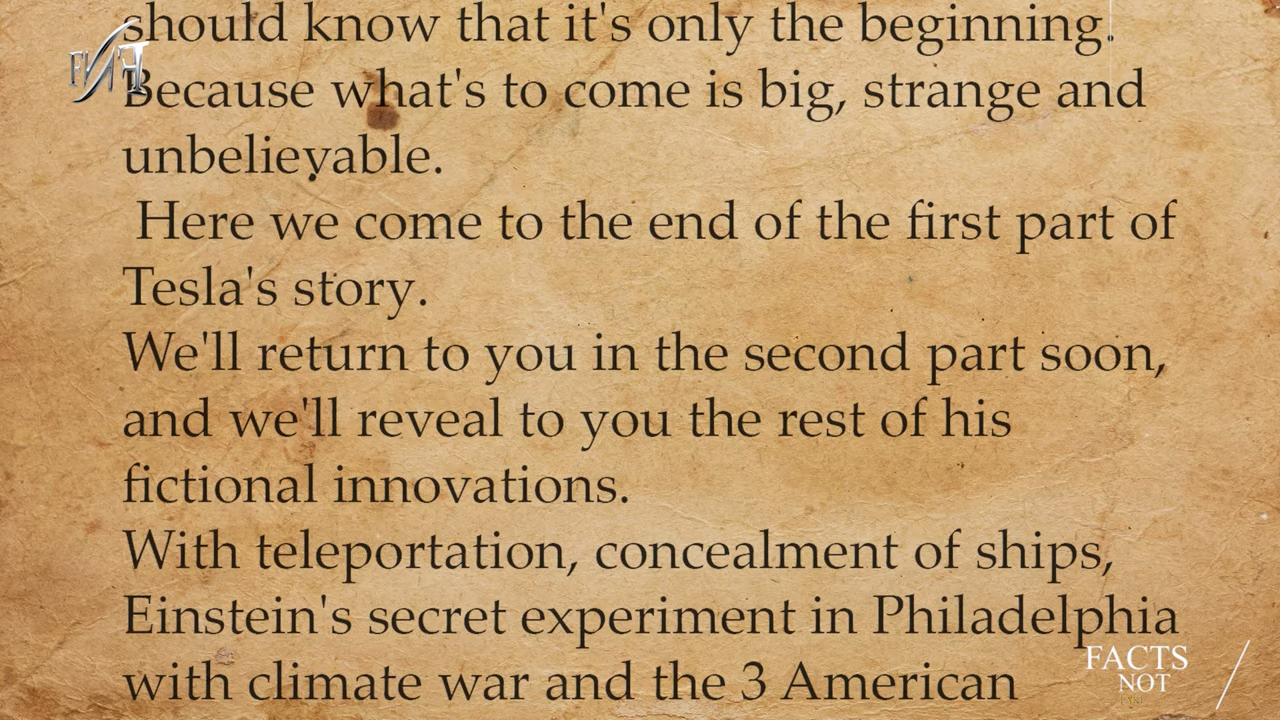 should know that it's only the beginning.
Because what's to come is big, strange and
unbelievable.
Here we come to the end of the first part of
Tesla's story.
We'll return to you in the second part soon,
and we'll reveal to you the rest of his
fictional innovations.
With teleportation, concealment of ships,
Einstein's secret experiment in Philadelphia
with climate war and the 3 American
FACTS
NOT